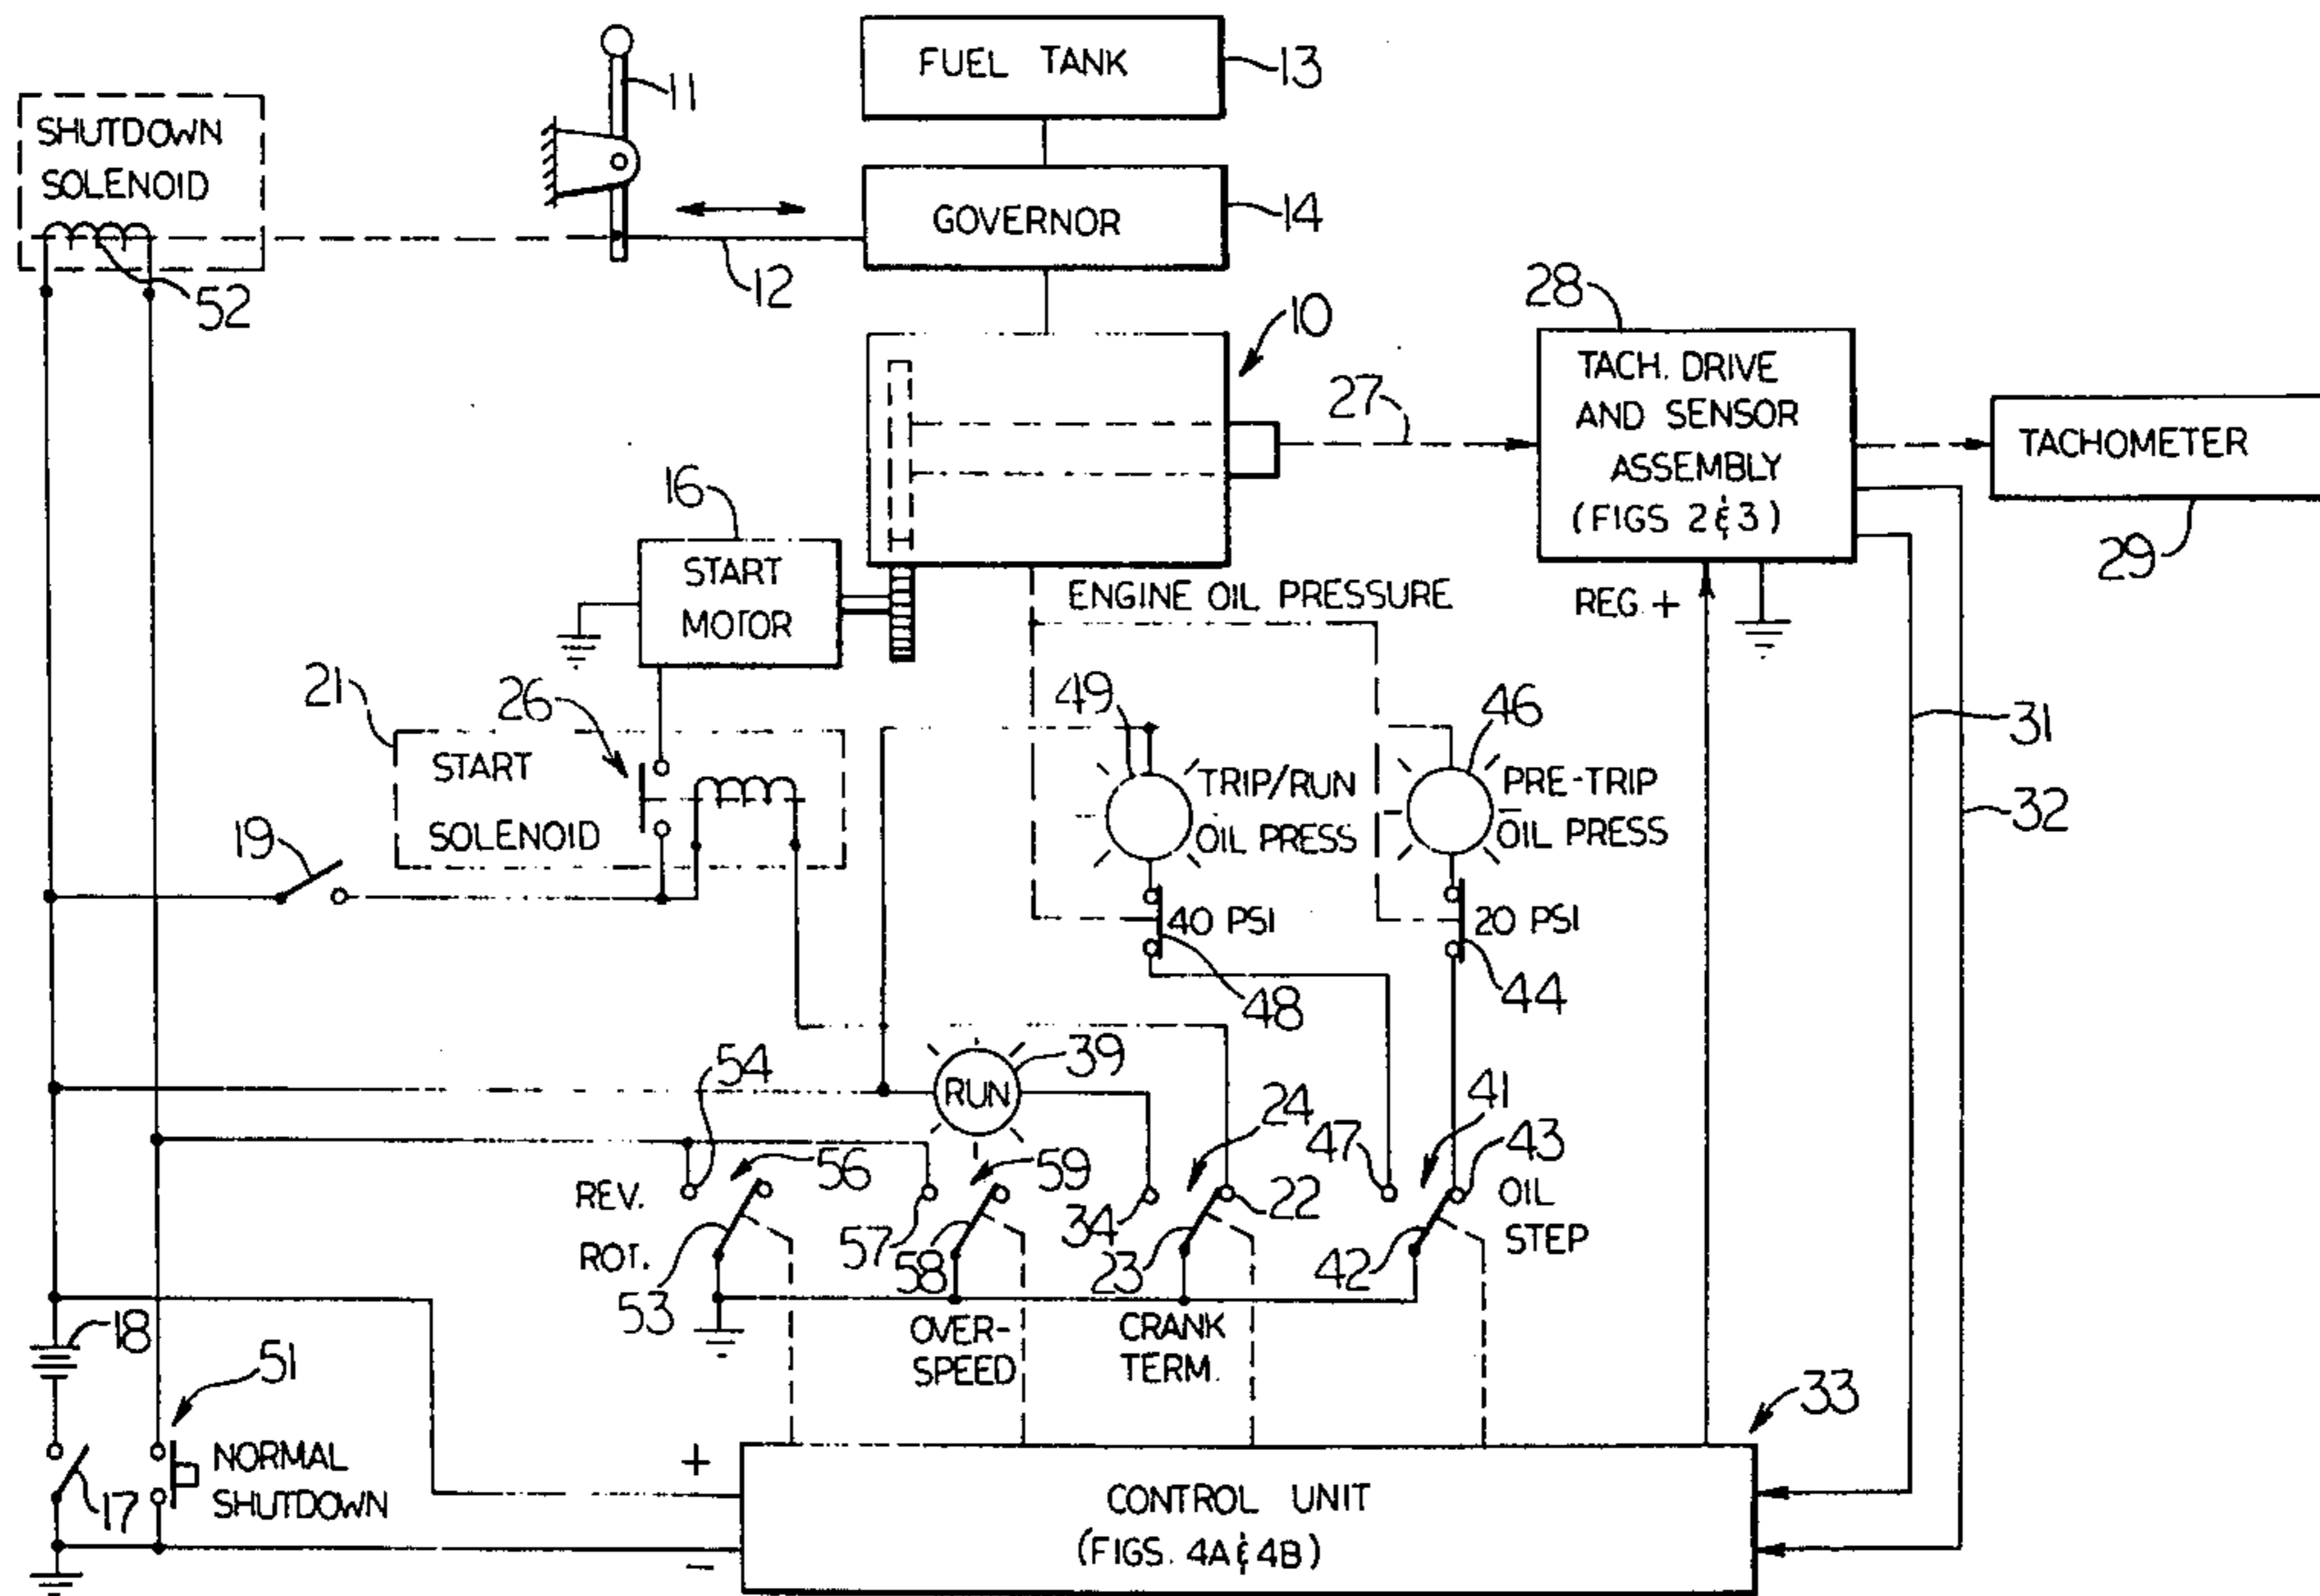 FUEL TANK
13
11
SHUTDOWN
SOLENOID
GOVERNOR
14
12
52
10
28
TACH. DRIVE
AND SENSOR
ASSEMBLY
(FIGS 2 & 3)
27
TACHOMETER
29
16
START
MOTOR
ENGINE OIL PRESSURE
REG. +
21
26
START
SOLENOID
49
TRIP/RUN
OIL PRESS
46
PRE-TRIP
OIL PRESS
31
32
19
40 PSI
48
20 PSI
44
RUN
39
54
56
59
24
47
41
43
REV.
ROT.
53
57
58
34
23
22
42
OIL
STEP
OVER-
SPEED
CRANK
TERM.
18
51
NORMAL
SHUTDOWN
17
+
-
33
CONTROL UNIT
(FIGS. 4A & 4B)